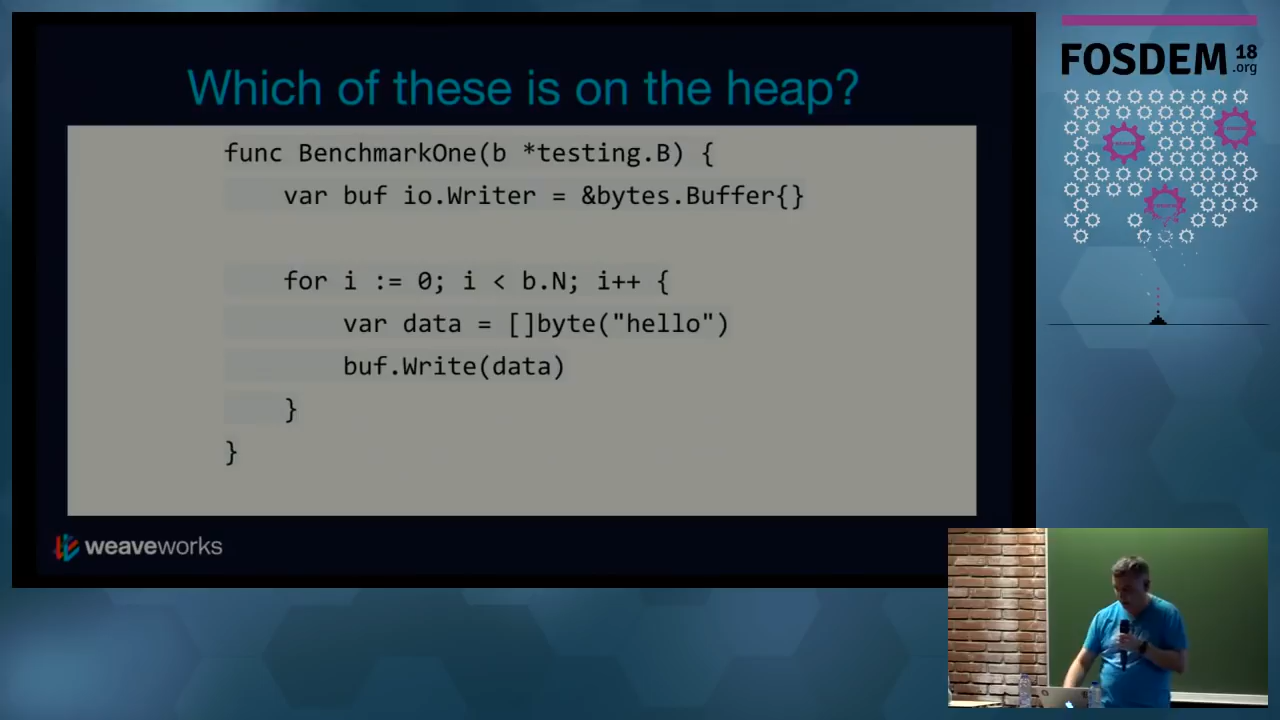 Which of these is on the heap?
func BenchmarkOne(b *testing.B) {
var buf io.Writer = &bytes.Buffer{}
for i := 0; i < b.N; i++ {
var data = []byte("hello")
buf.Write(data)
}
}
weaveworks
FOSDEM 18
.org